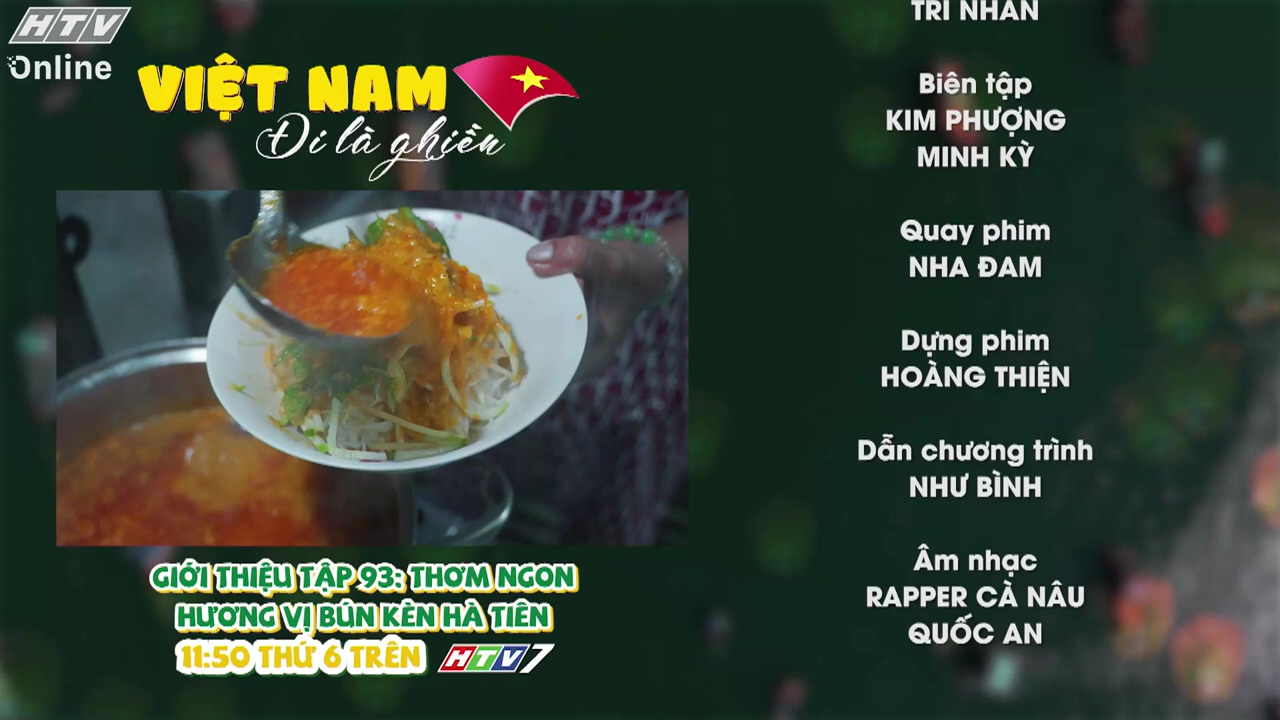 HTV
Online
VIỆT NAM
Đi là ghiền
GIỚI THIỆU TẬP 93: THƠM NGON
HƯƠNG VỊ BÚN KÈN HÀ TIÊN
11:50 THỨ 6 TRÊN HTV7
TRÍ NHÂN
Biên tập
KIM PHƯỢNG
MINH KỲ
Quay phim
NHA ĐAM
Dựng phim
HOÀNG THIỆN
Dẫn chương trình
NHƯ BÌNH
Âm nhạc
RAPPER CÀ NÂU
QUỐC AN